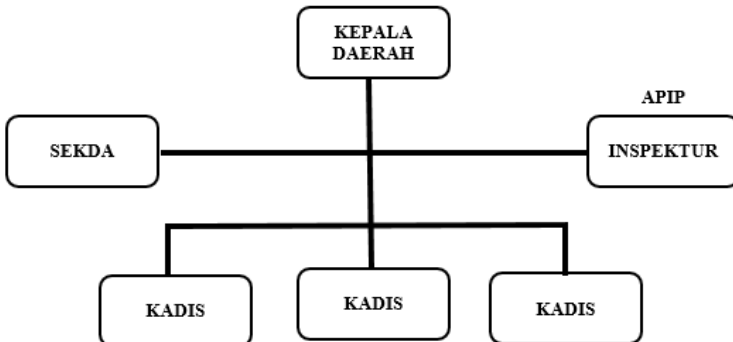 KEPALA
DAERAH
APIP
SEKDA
INSPEKTUR
KADIS
KADIS
KADIS